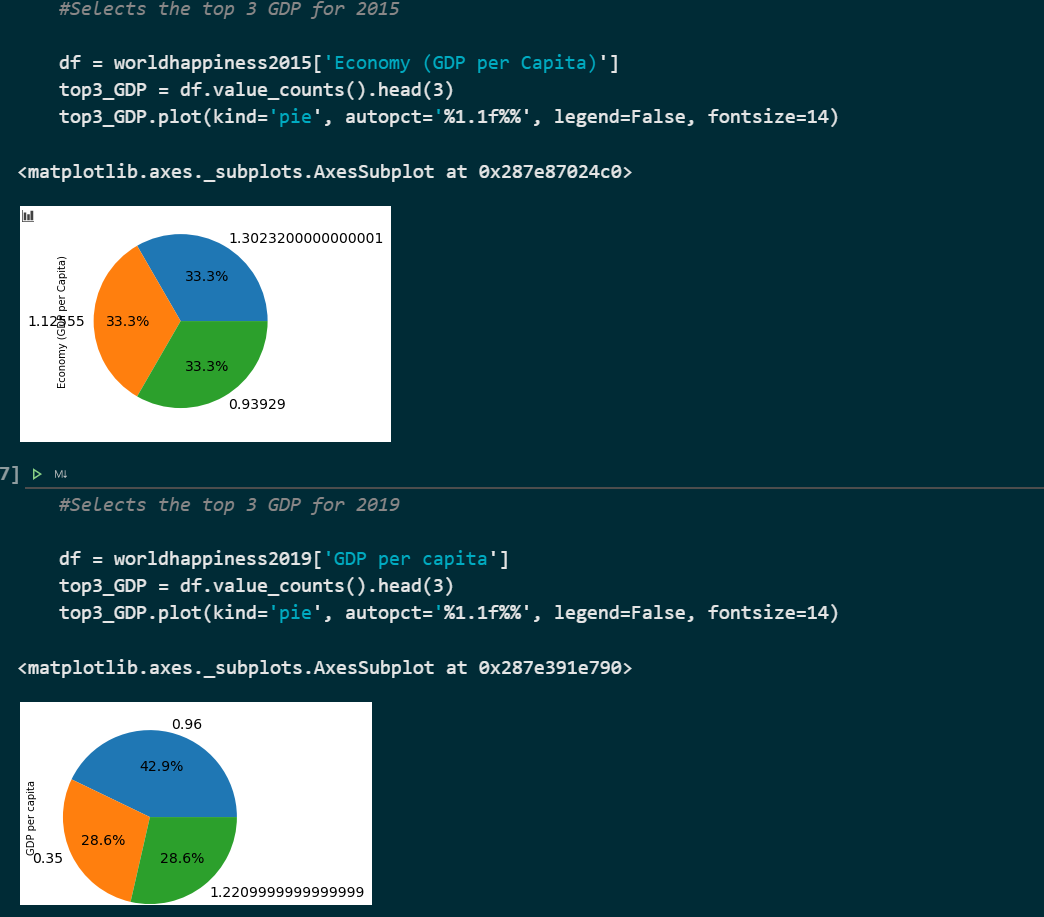 #Selects the top 3 GDP for 2015
df = worldhappiness2015['Economy (GDP per Capita)']
top3_GDP = df.value_counts().head(3)
top3_GDP.plot(kind='pie', autopct='%1.1f%%', legend=False, fontsize=14)
<matplotlib.axes._subplots.AxesSubplot at 0x287e87024c0>
1.3023200000000001
33.3%
Economy (GDP per Capita)
1.12555
33.3%
33.3%
0.93929
7]
M↓
#Selects the top 3 GDP for 2019
df = worldhappiness2019['GDP per capita']
top3_GDP = df.value_counts().head(3)
top3_GDP.plot(kind='pie', autopct='%1.1f%%', legend=False, fontsize=14)
<matplotlib.axes._subplots.AxesSubplot at 0x287e391e790>
0.96
42.9%
GDP per capita
28.6%
0.35
28.6%
1.2209999999999999